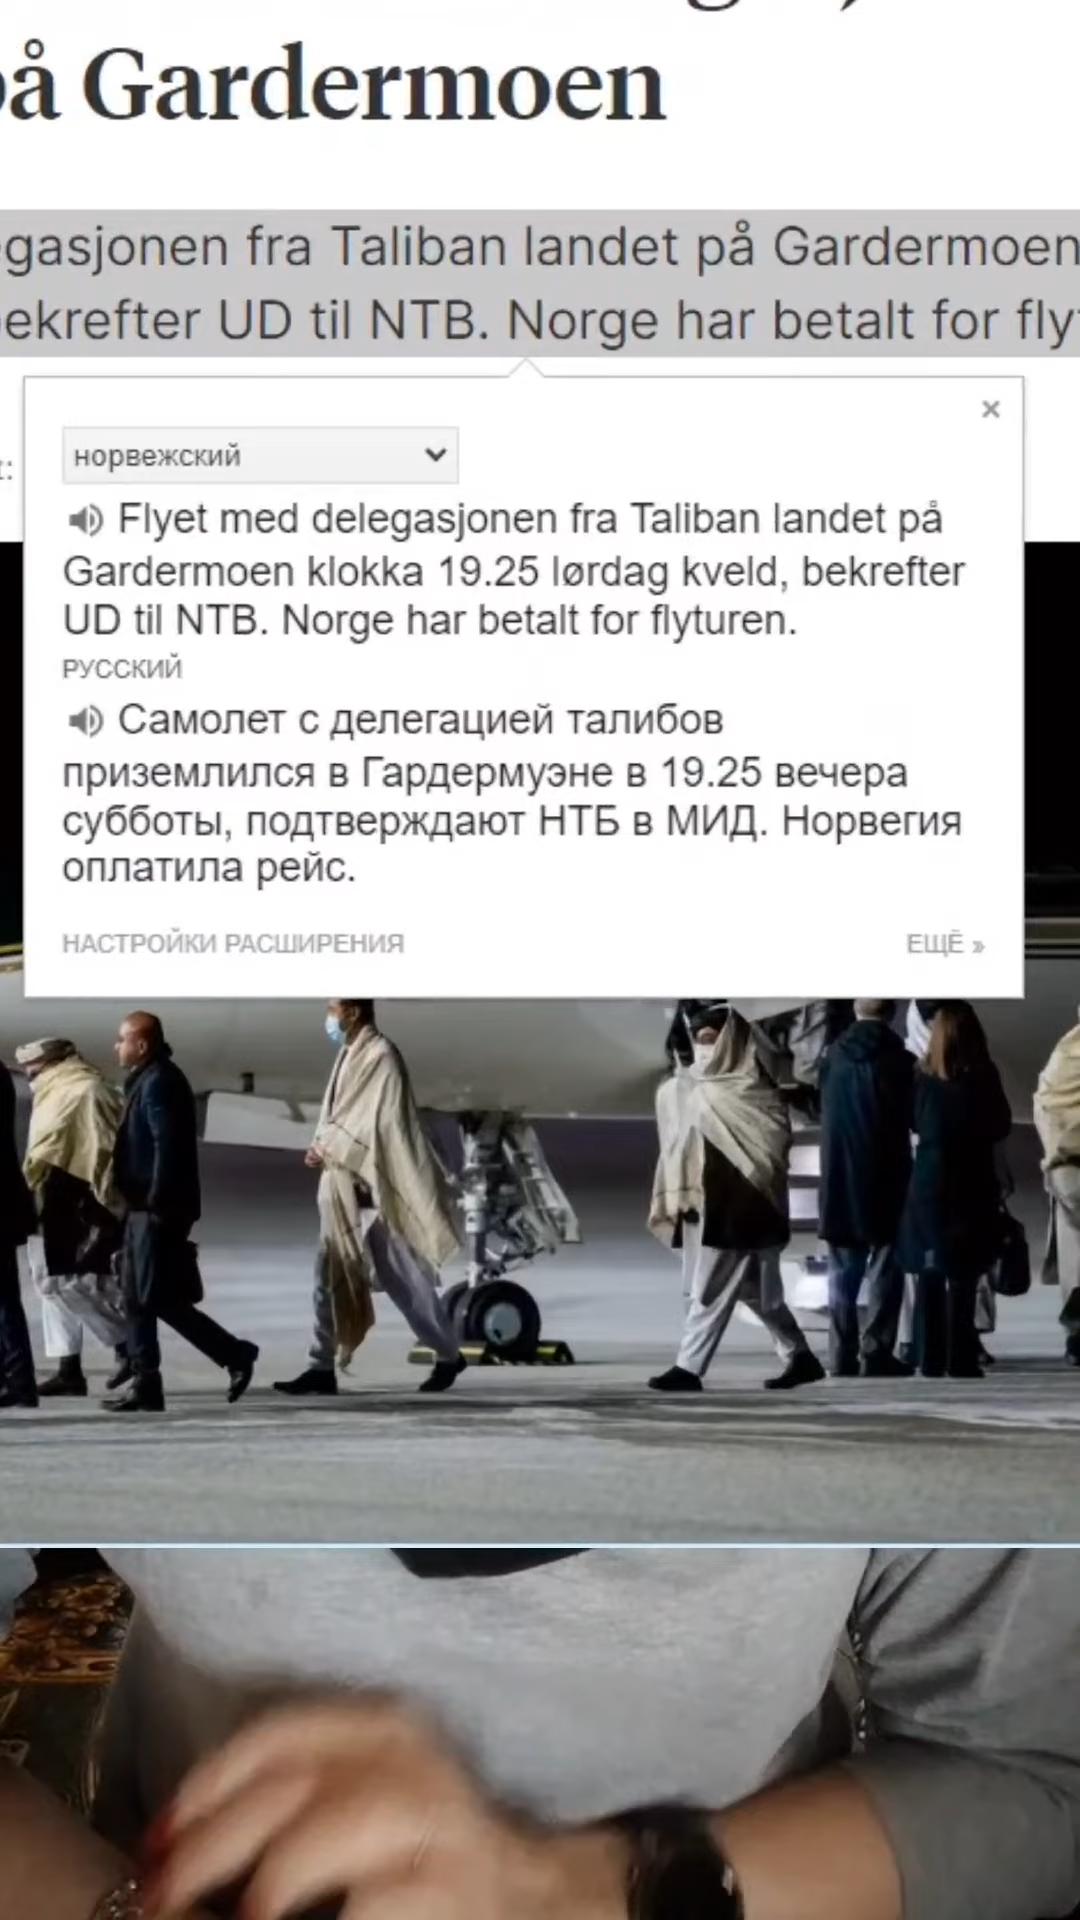 på Gardermoen
egasjonen fra Taliban landet på Gardermoen
bekrefter UD til NTB. Norge har betalt for fly
×
норвежский
Flyet med delegasjonen fra Taliban landet på
Gardermoen klokka 19.25 lørdag kveld, bekrefter
UD til NTB. Norge har betalt for flyturen.
РУССКИЙ
Самолет с делегацией талибов
приземлился в Гардермуэне в 19.25 вечера
субботы, подтверждают НТБ в МИД. Норвегия
оплатила рейс.
НАСТРОЙКИ РАСШИРЕНИЯ
ЕЩЁ »